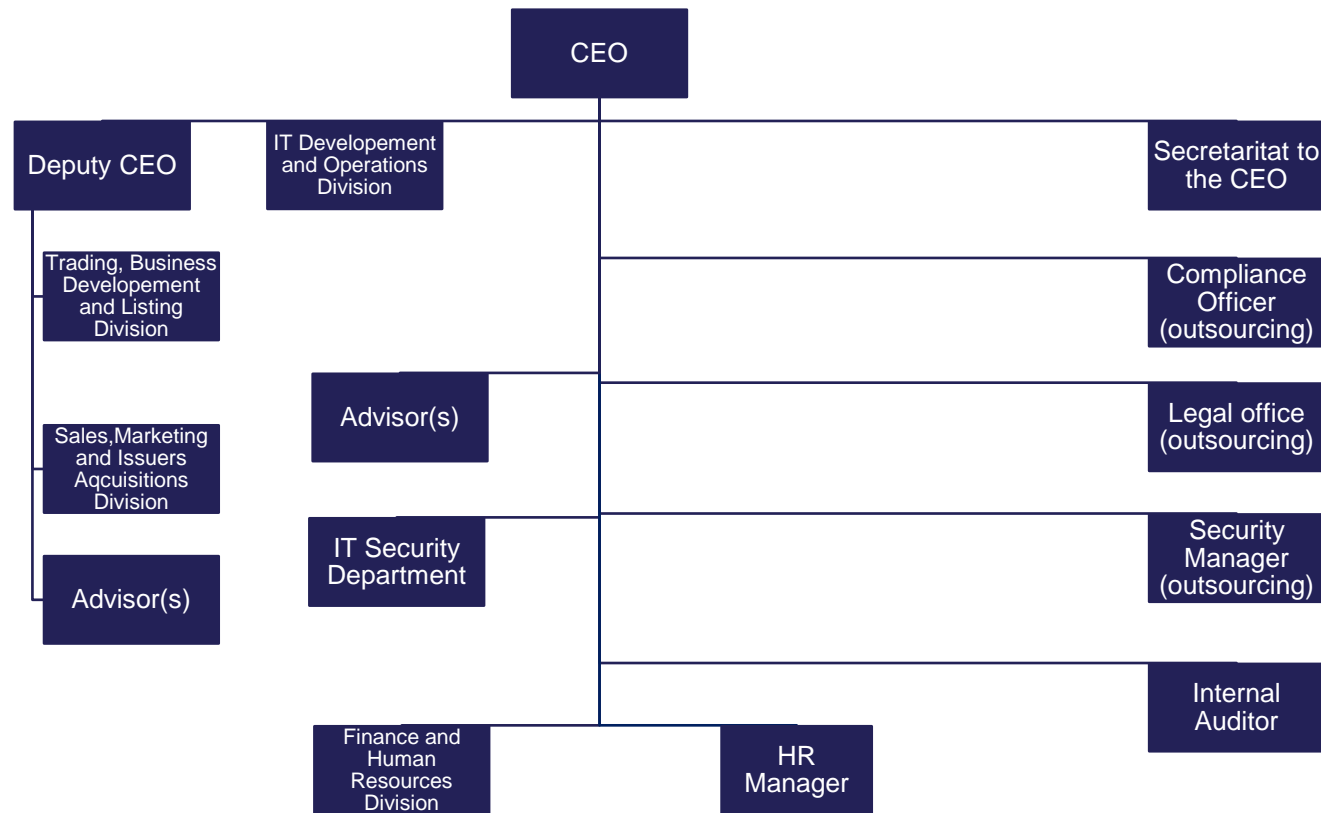 CEO
Deputy CEO
IT Developement
and Operations
Division
Secretaritat to
the CEO
Trading, Business
Developement
and Listing
Division
Compliance
Officer
(outsourcing)
Advisor(s)
Legal office
(outsourcing)
Sales,Marketing
and Issuers
Aqcuisitions
Division
IT Security
Department
Security
Manager
(outsourcing)
Advisor(s)
Internal
Auditor
Finance and
Human
Resources
Division
HR
Manager